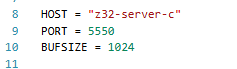 8 HOST = "z32-server-c"
9 PORT = 5550
10 BUFSIZE = 1024
11